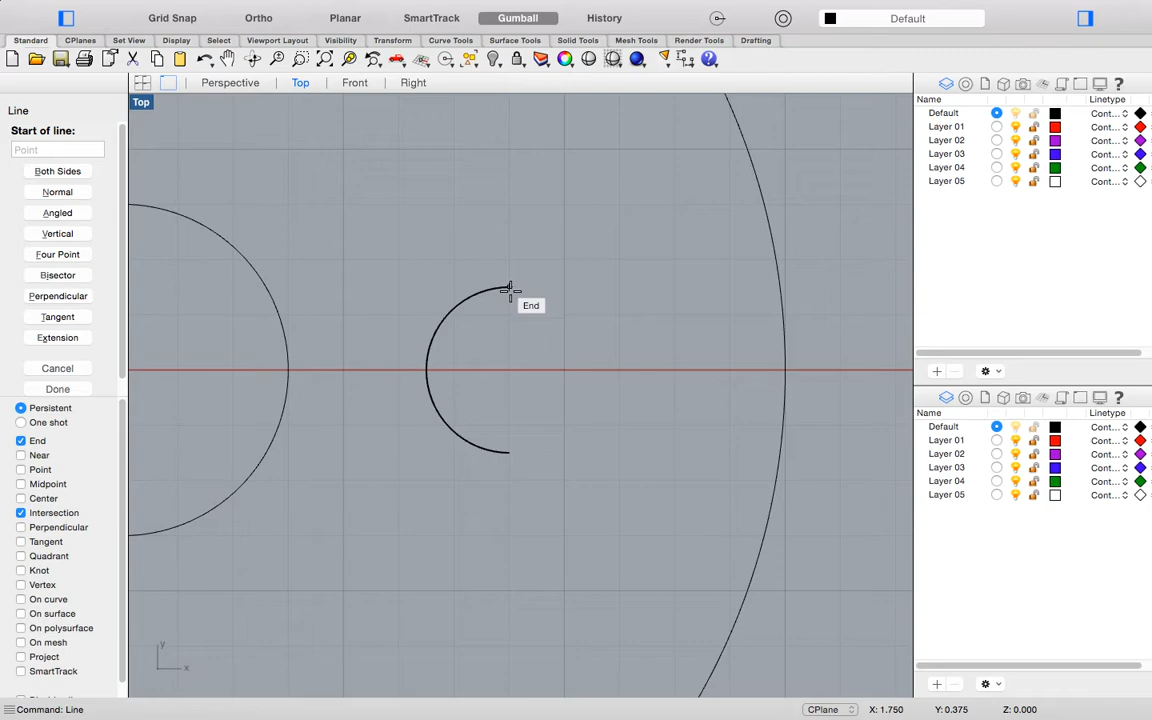 Grid Snap Ortho Planar SmartTrack Gumball History Default
Standard CPlanes Set View Display Select Viewport Layout Visibility Transform Curve Tools Surface Tools Solid Tools Mesh Tools Render Tools Drafting
Perspective Top Front Right
Top
Line
Start of line:
Point
Both Sides
Normal
Angled
Vertical
Four Point
Bisector
Perpendicular
Tangent
Extension
Cancel
Done
Persistent
One shot
End
Near
Point
Midpoint
Center
Intersection
Perpendicular
Tangent
Quadrant
Knot
Vertex
On curve
On surface
On polysurface
On mesh
Project
SmartTrack
End
y
x
Name Linetype
Default Cont...
Layer 01 Cont...
Layer 02 Cont...
Layer 03 Cont...
Layer 04 Cont...
Layer 05 Cont...
Name Linetype
Default Cont...
Layer 01 Cont...
Layer 02 Cont...
Layer 03 Cont...
Layer 04 Cont...
Layer 05 Cont...
Command: Line CPlane X: 1.750 Y: 0.375 Z: 0.000